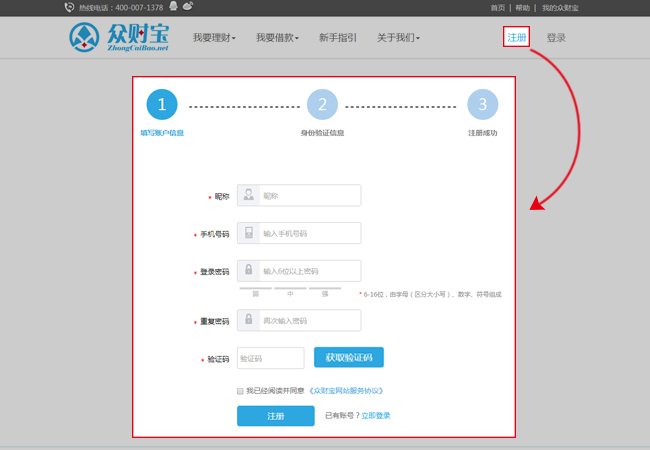 热线电话：400-007-1378
首页 | 帮助 | 我的众财宝
众财宝
ZhongCaiBao.net
我要理财 我要借款 新手指引 关于我们 注册 登录
1 2 3
填写账户信息 身份验证信息 注册成功
* 昵称 昵称
* 手机号码 输入手机号码
* 登录密码 输入6位以上密码
弱 中 强 * 6-16位，由字母（区分大小写）、数字、符号组成
* 重复密码 再次输入密码
* 验证码 验证码 获取验证码
我已经阅读并同意 《众财宝网站服务协议》
注册 已有账号？立即登录